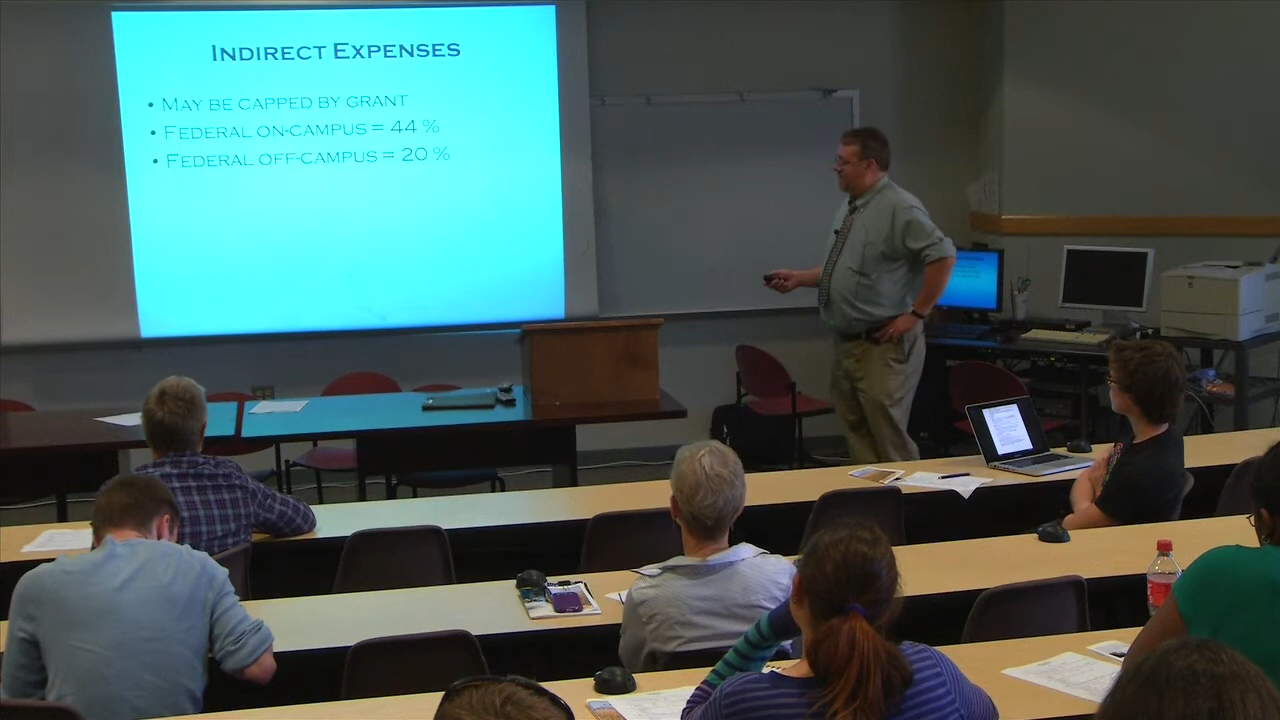 Indirect Expenses
• May be capped by grant
• Federal on-campus = 44 %
• Federal off-campus = 20 %